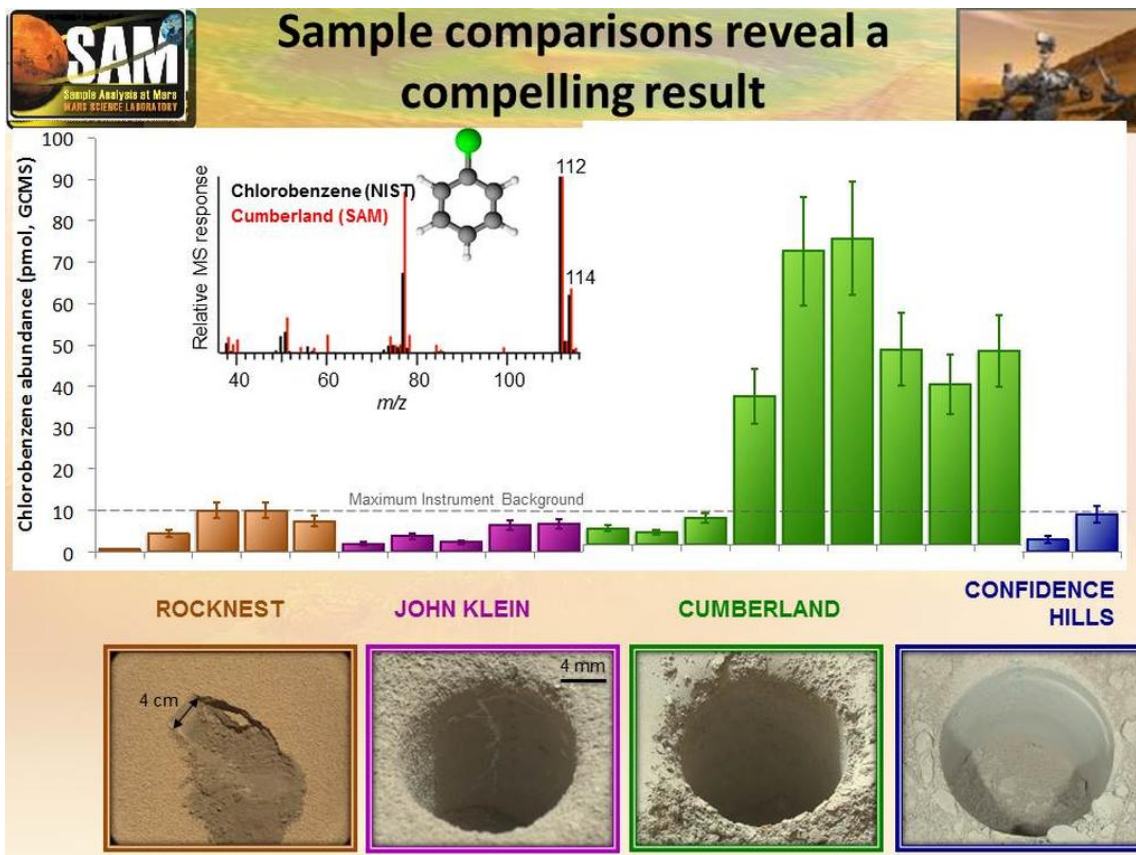 SAM
Sample Analysis at Mars
MARS SCIENCE LABORATORY
Sample comparisons reveal a
compelling result
Chlorobenzene abundance (pmol, GCMS)
100
90
80
70
60
50
40
30
20
10
0
Relative MS response
Chlorobenzene (NIST)
Cumberland (SAM)
112
114
40
60
80
100
m/z
Maximum Instrument Background
ROCKNEST
JOHN KLEIN
CUMBERLAND
CONFIDENCE
HILLS
4 cm
4 mm